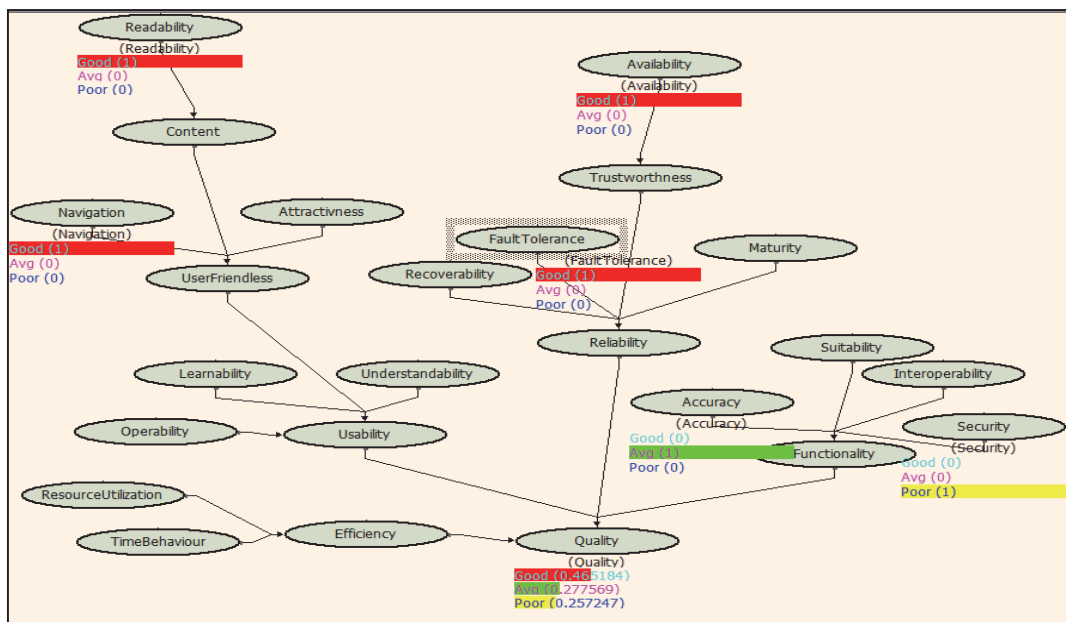 Readability
(Readability)
Good (1)
Avg (0)
Poor (0)
Availability
(Availability)
Good (1)
Avg (0)
Poor (0)
Content
Trustworthness
Navigation
(Navigation)
Good (1)
Avg (0)
Poor (0)
Attractivness
UserFriendless
FaultTolerance
(FaultTolerance)
Good (1)
Avg (0)
Poor (0)
Recoverability
Maturity
Reliability
Learnability
Understandability
Operability
Usability
Suitability
Interoperability
Accuracy
(Accuracy)
Good (0)
Avg (1)
Poor (0)
Security
(Security)
Good (0)
Avg (0)
Poor (1)
Functionality
ResourceUtilization
TimeBehaviour
Efficiency
Quality
(Quality)
Good (0.465184)
Avg (0.277569)
Poor (0.257247)